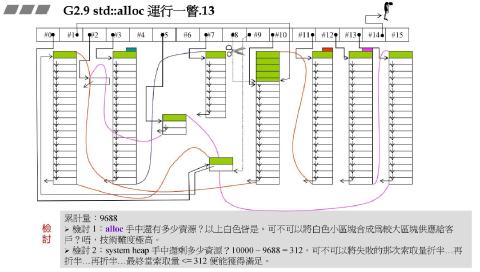 G2.9 std::alloc 運行一瞥.13
#0 #1 #2 #3 #4 #5 #6 #7 #8 #9 #10 #11 #12 #13 #14 #15
檢討
累計量：9688
➢ 檢討 1：alloc 手中還有多少資源？以上白色皆是。可不可以將白色小區塊合成為較大區塊供應給客
戶？唔，技術難度極高。
➢ 檢討 2：system heap 手中還剩多少資源？10000 – 9688 = 312。可不可以將失敗的那次索取量折半…再
折半…再折半…最終當索取量 <= 312 便能獲得滿足。